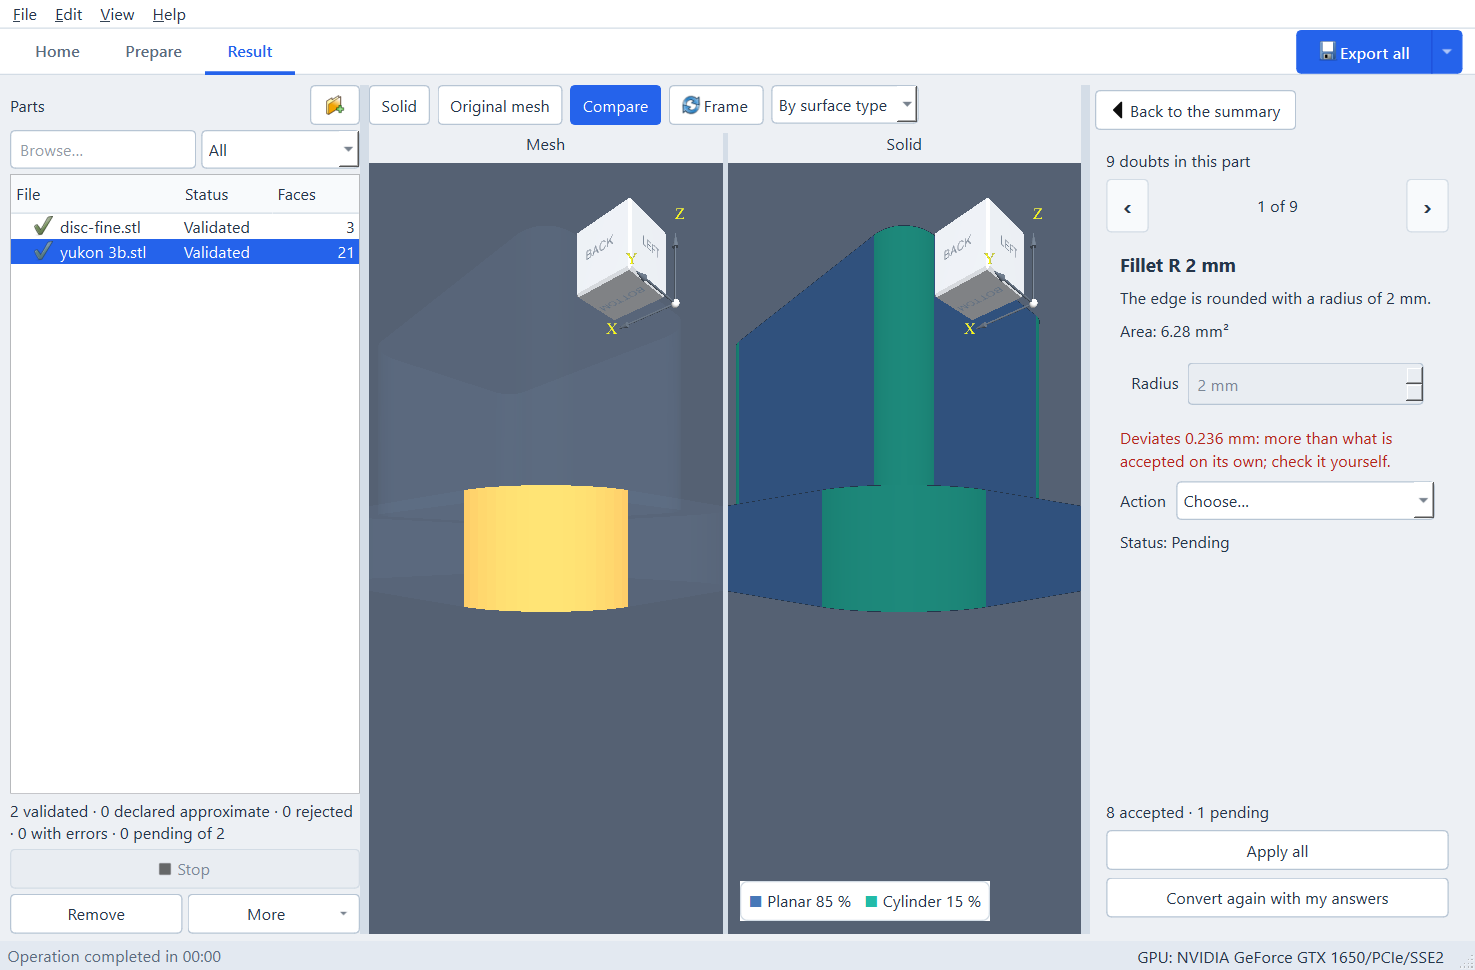 File Edit View Help
Home Prepare Result Export all
Parts
Browse... All
File Status Faces
disc-fine.stl Validated 3
yukon 3b.stl Validated 21
2 validated · 0 declared approximate · 0 rejected
· 0 with errors · 0 pending of 2
Stop
Remove More
Solid Original mesh Compare Frame By surface type
Mesh Solid
Z
BACK LEFT
Y
BOTTOM
X
Z
BACK LEFT
Y
BOTTOM
X
Planar 85 % Cylinder 15 %
Back to the summary
9 doubts in this part
‹ 1 of 9 ›
Fillet R 2 mm
The edge is rounded with a radius of 2 mm.
Area: 6.28 mm²
Radius 2 mm
Deviates 0.236 mm: more than what is
accepted on its own; check it yourself.
Action Choose...
Status: Pending
8 accepted · 1 pending
Apply all
Convert again with my answers
Operation completed in 00:00 GPU: NVIDIA GeForce GTX 1650/PCIe/SSE2